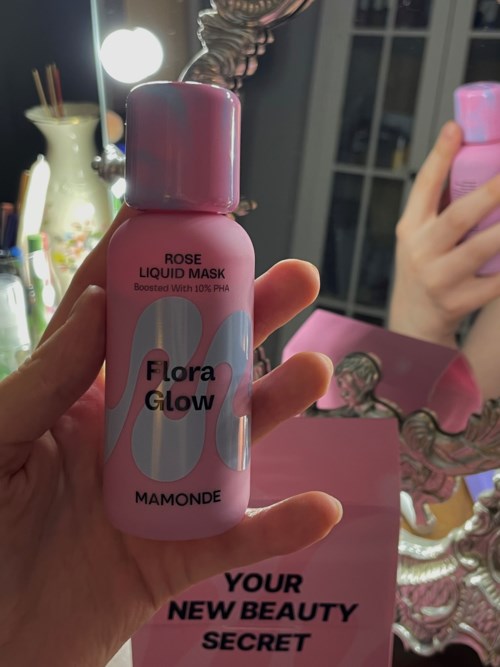 ROSE
LIQUID MASK
Boosted With 10% PHA
Flora
Glow
MAMONDE
YOUR
NEW BEAUTY
SECRET